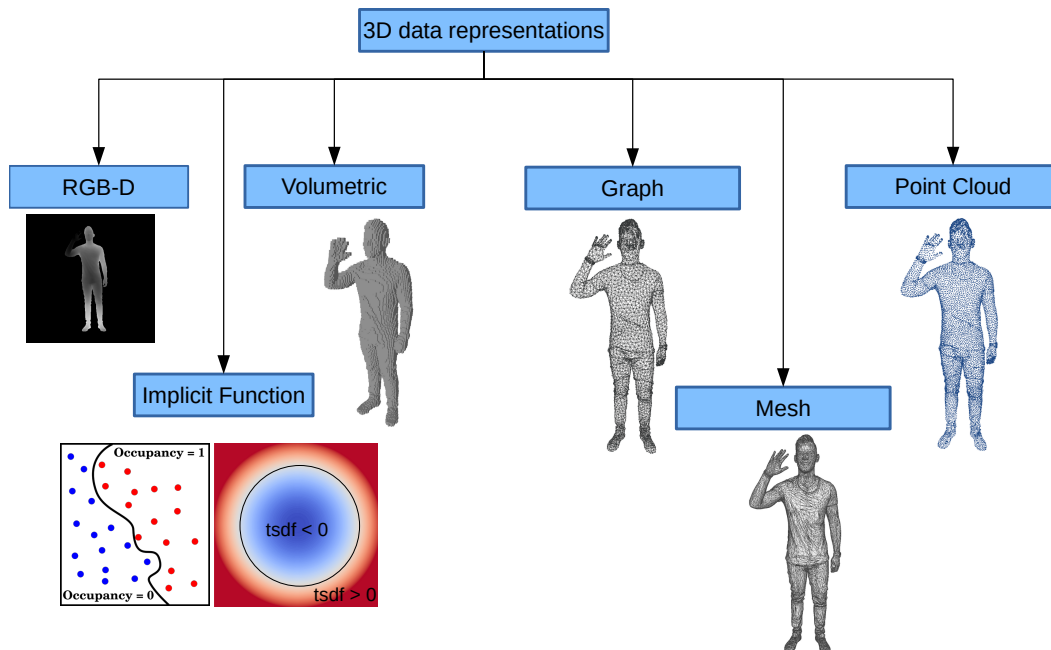 3D data representations
RGB-D
Volumetric
Graph
Point Cloud
Implicit Function
Mesh
Occupancy = 1
tsdf < 0
tsdf > 0
Occupancy = 0